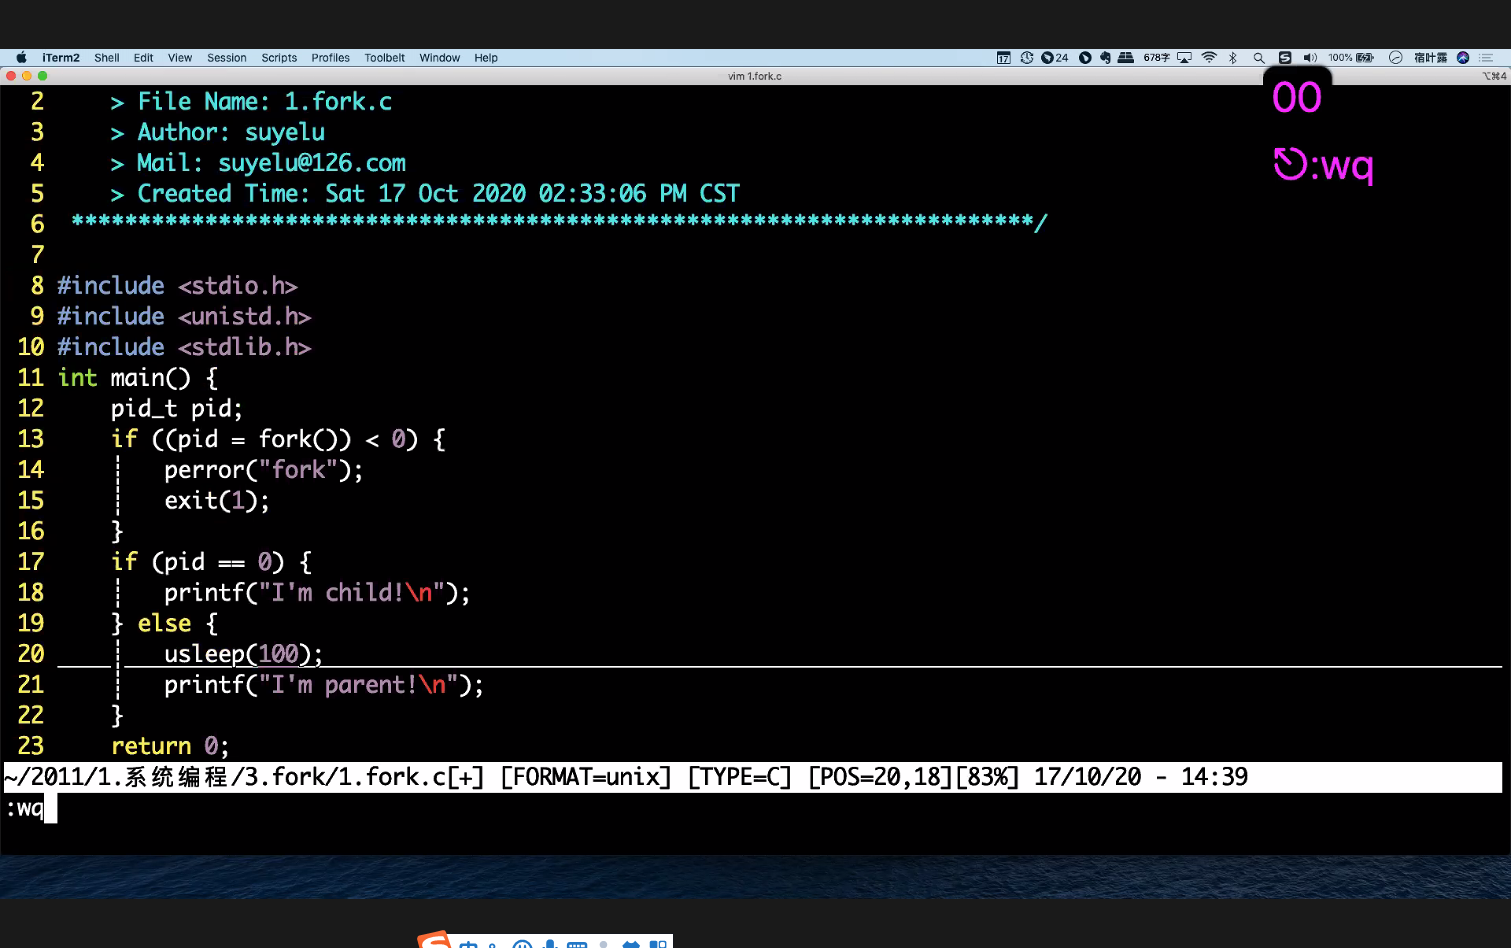 iTerm2 Shell Edit View Session Scripts Profiles Toolbelt Window Help 17 24 678字 100% 宿叶露
vim 1.fork.c ⌥⌘4
00
⎋:wq
2 > File Name: 1.fork.c
3 > Author: suyelu
4 > Mail: suyelu@126.com
5 > Created Time: Sat 17 Oct 2020 02:33:06 PM CST
6 ************************************************************************/
7
8 #include <stdio.h>
9 #include <unistd.h>
10 #include <stdlib.h>
11 int main() {
12 pid_t pid;
13 if ((pid = fork()) < 0) {
14 perror("fork");
15 exit(1);
16 }
17 if (pid == 0) {
18 printf("I'm child!\n");
19 } else {
20 usleep(100);
21 printf("I'm parent!\n");
22 }
23 return 0;
~/2011/1.系统编程/3.fork/1.fork.c[+] [FORMAT=unix] [TYPE=C] [POS=20,18][83%] 17/10/20 - 14:39
:wq